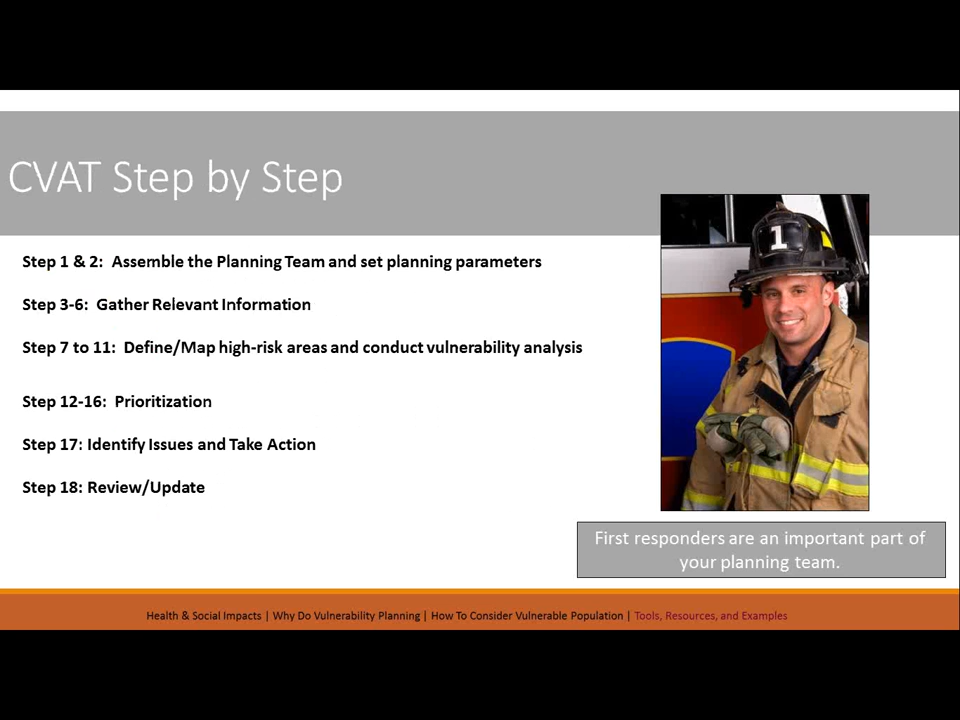 CVAT Step by Step
Step 1 & 2:  Assemble the Planning Team and set planning parameters
Step 3-6:  Gather Relevant Information
Step 7 to 11:  Define/Map high-risk areas and conduct vulnerability analysis
Step 12-16:  Prioritization
Step 17: Identify Issues and Take Action
Step 18: Review/Update
1
First responders are an important part of
your planning team.
Health & Social Impacts | Why Do Vulnerability Planning | How To Consider Vulnerable Population | Tools, Resources, and Examples